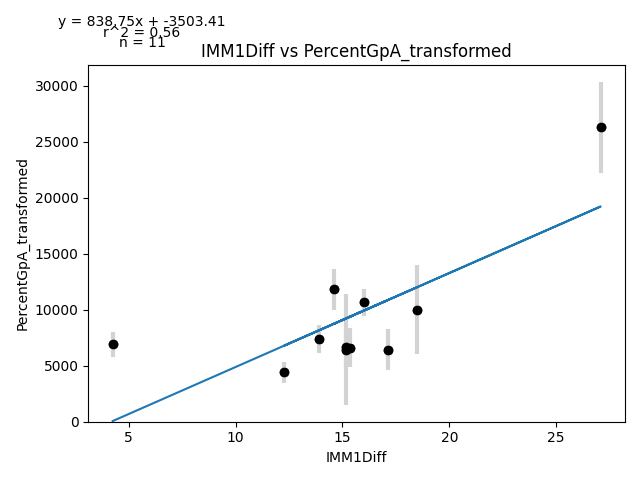 y = 838.75x + -3503.41
r^2 = 0.56
n = 11
IMM1Diff vs PercentGpA_transformed
PercentGpA_transformed
30000
25000
20000
15000
10000
5000
0
5 10 15 20 25
IMM1Diff